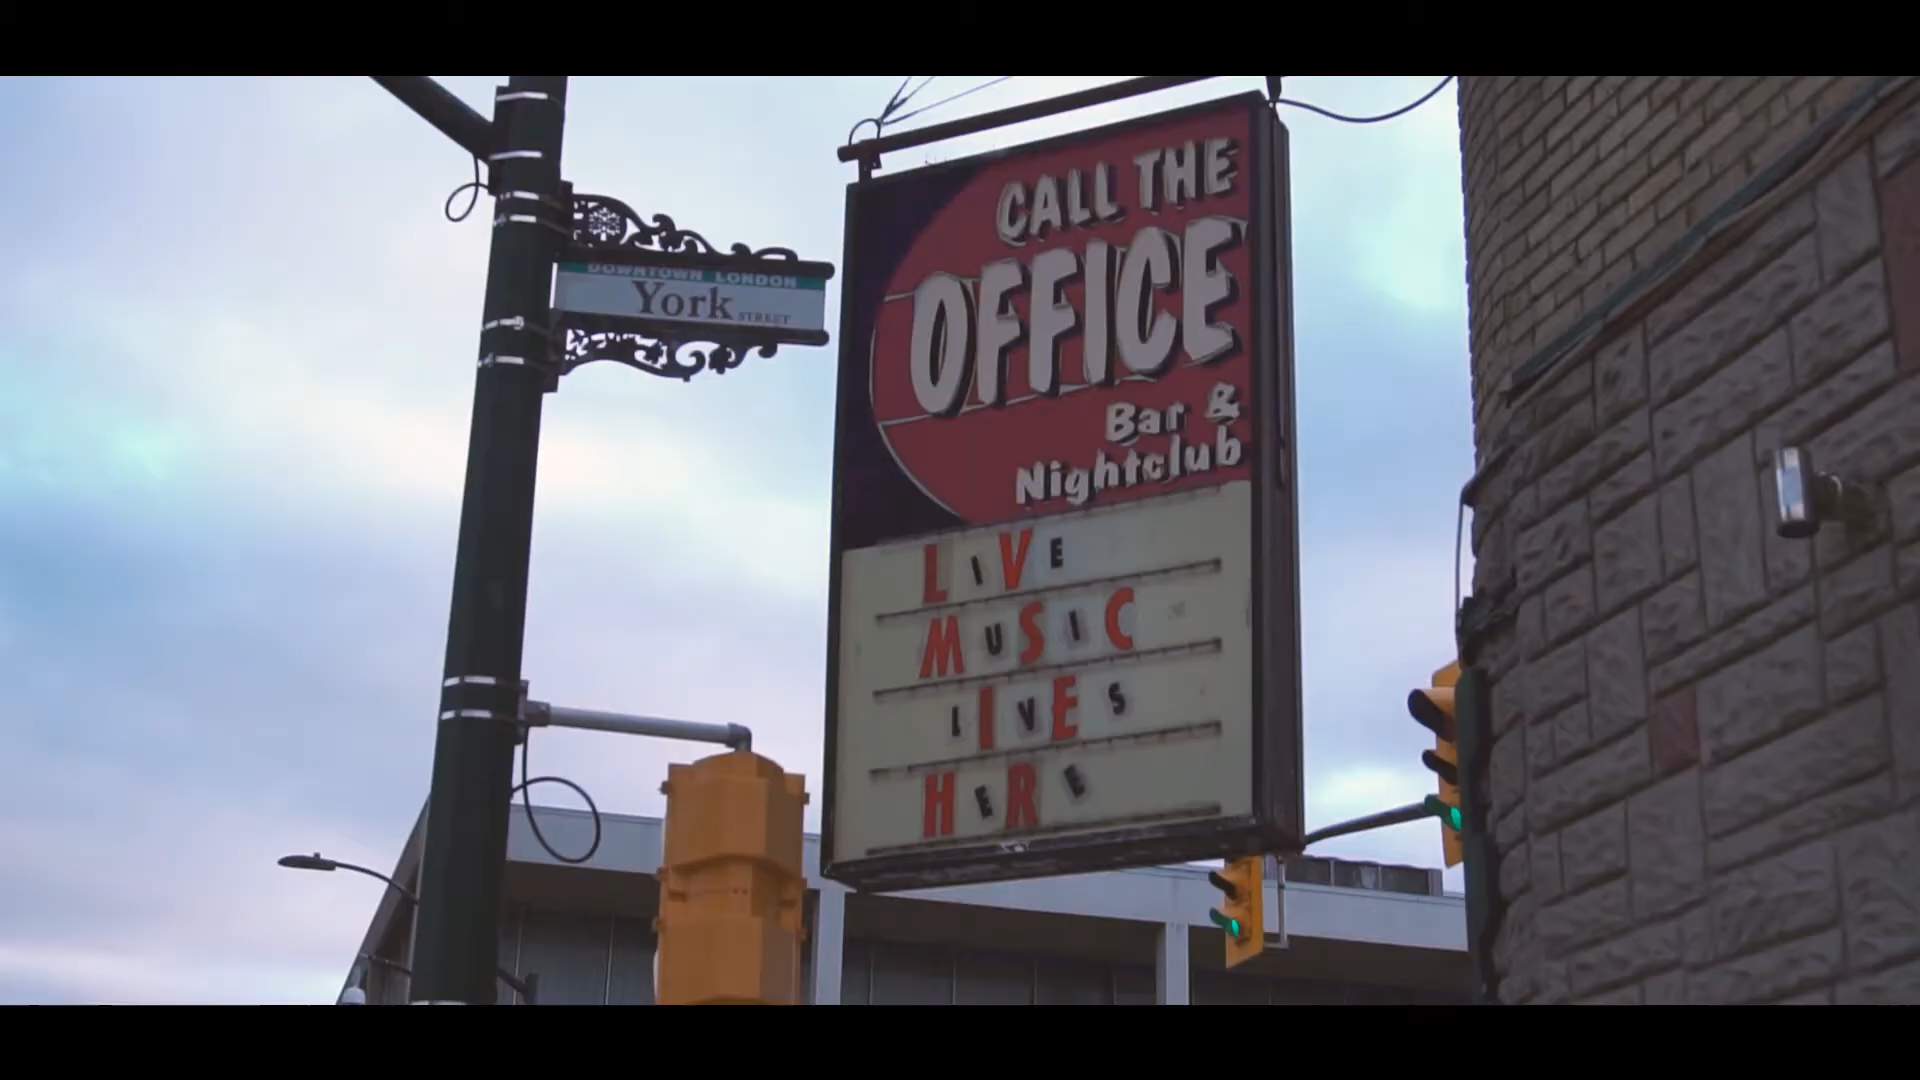 DOWNTOWN LONDON
York STREET
CALL THE
OFFICE
Bar &
Nightclub
LIVE
MUSIC
LIVES
HERE